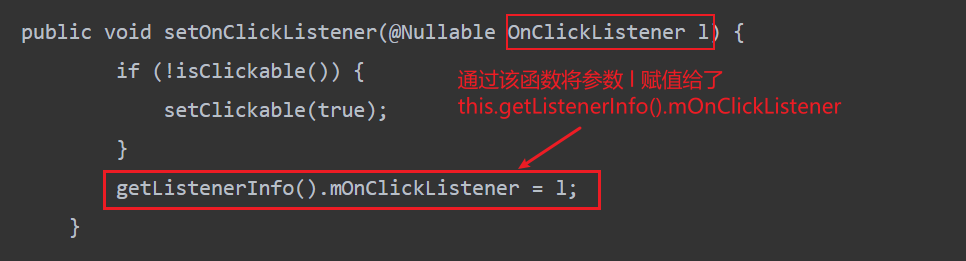 public void setOnClickListener(@Nullable OnClickListener l) {
if (!isClickable()) {
通过该函数将参数 l 赋值给了
setClickable(true);
this.getListenerInfo().mOnClickListener
}
getListenerInfo().mOnClickListener = l;
}